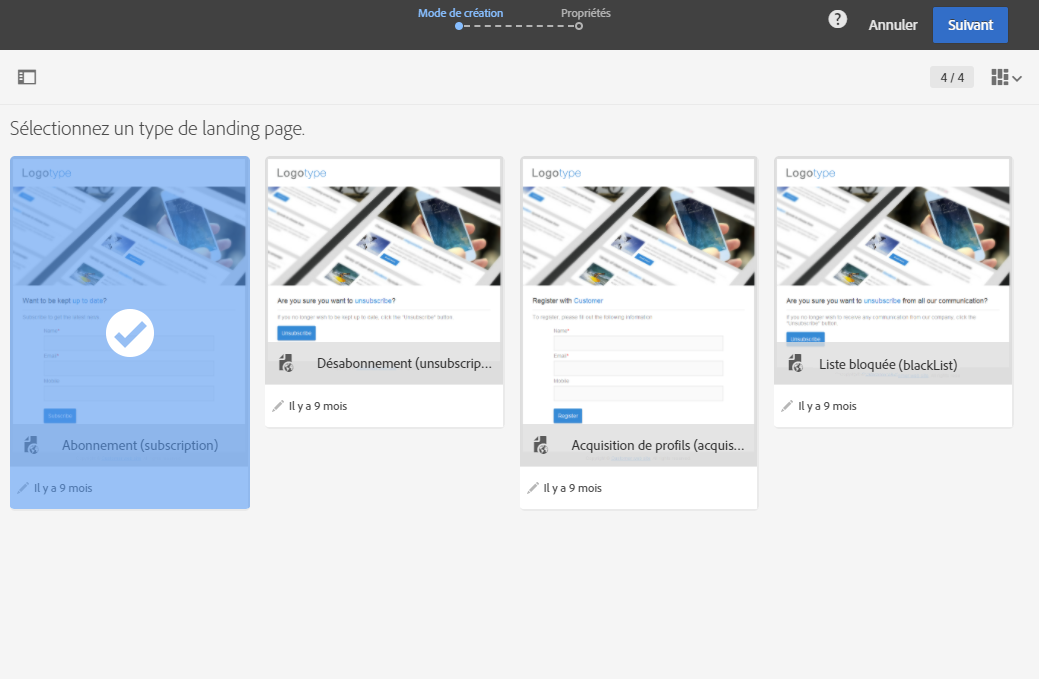 Mode de création
Propriétés
?
Annuler
Suivant
4 / 4
Sélectionnez un type de landing page.
Logotype
Want to be kept up to date?
Subscribe to get the latest news
Name*
Email*
Mobile
Subscribe
Abonnement (subscription)
Il y a 9 mois
Logotype
Are you sure you want to unsubscribe?
If you no longer wish to be kept up to date, click the "Unsubscribe" button
Unsubscribe
Désabonnement (unsubscrip...
Il y a 9 mois
Logotype
Register with Customer
To register, please fill out the following information
Name*
Email*
Mobile
Register
Acquisition de profils (acquis...
Il y a 9 mois
Logotype
Are you sure you want to unsubscribe from all our communication?
If you no longer wish to receive any communication from our company, click the
"Unsubscribe" button
Unsubscribe
Liste bloquée (blackList)
Il y a 9 mois